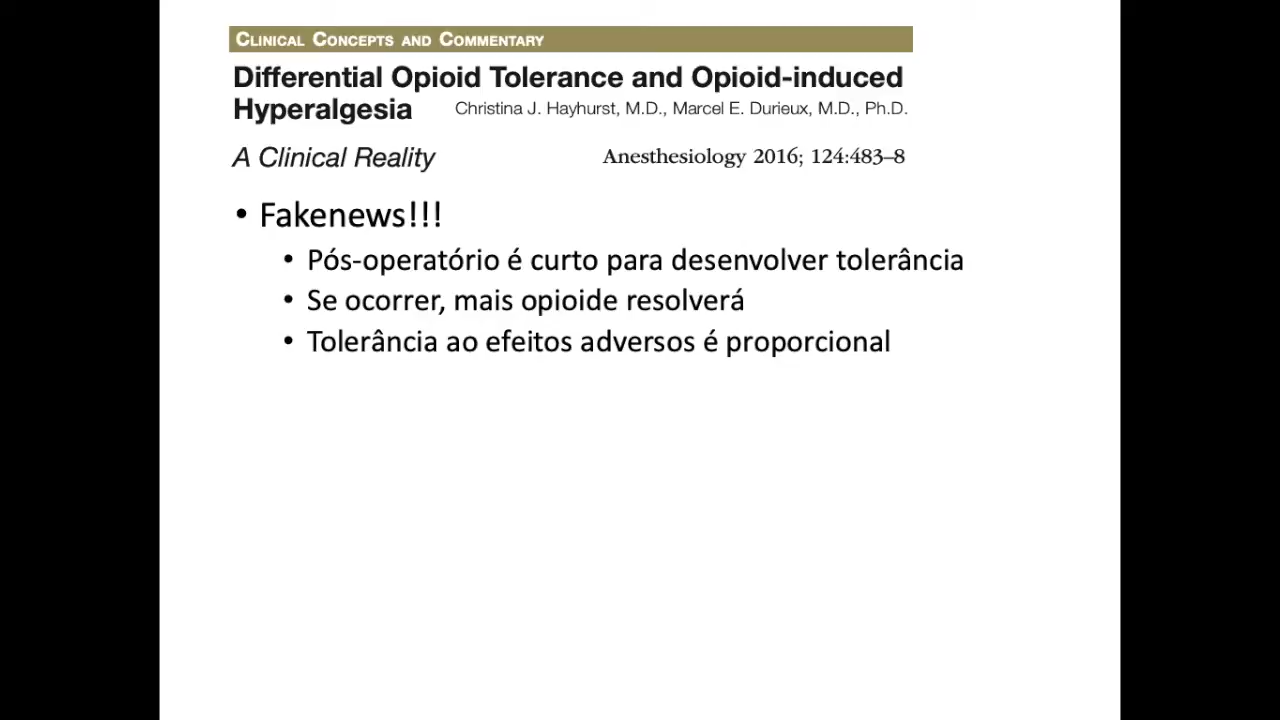 CLINICAL CONCEPTS AND COMMENTARY
Differential Opioid Tolerance and Opioid-induced
Hyperalgesia Christina J. Hayhurst, M.D., Marcel E. Durieux, M.D., Ph.D.
A Clinical Reality Anesthesiology 2016; 124:483–8
• Fakenews!!!
• Pós-operatório é curto para desenvolver tolerância
• Se ocorrer, mais opioide resolverá
• Tolerância ao efeitos adversos é proporcional